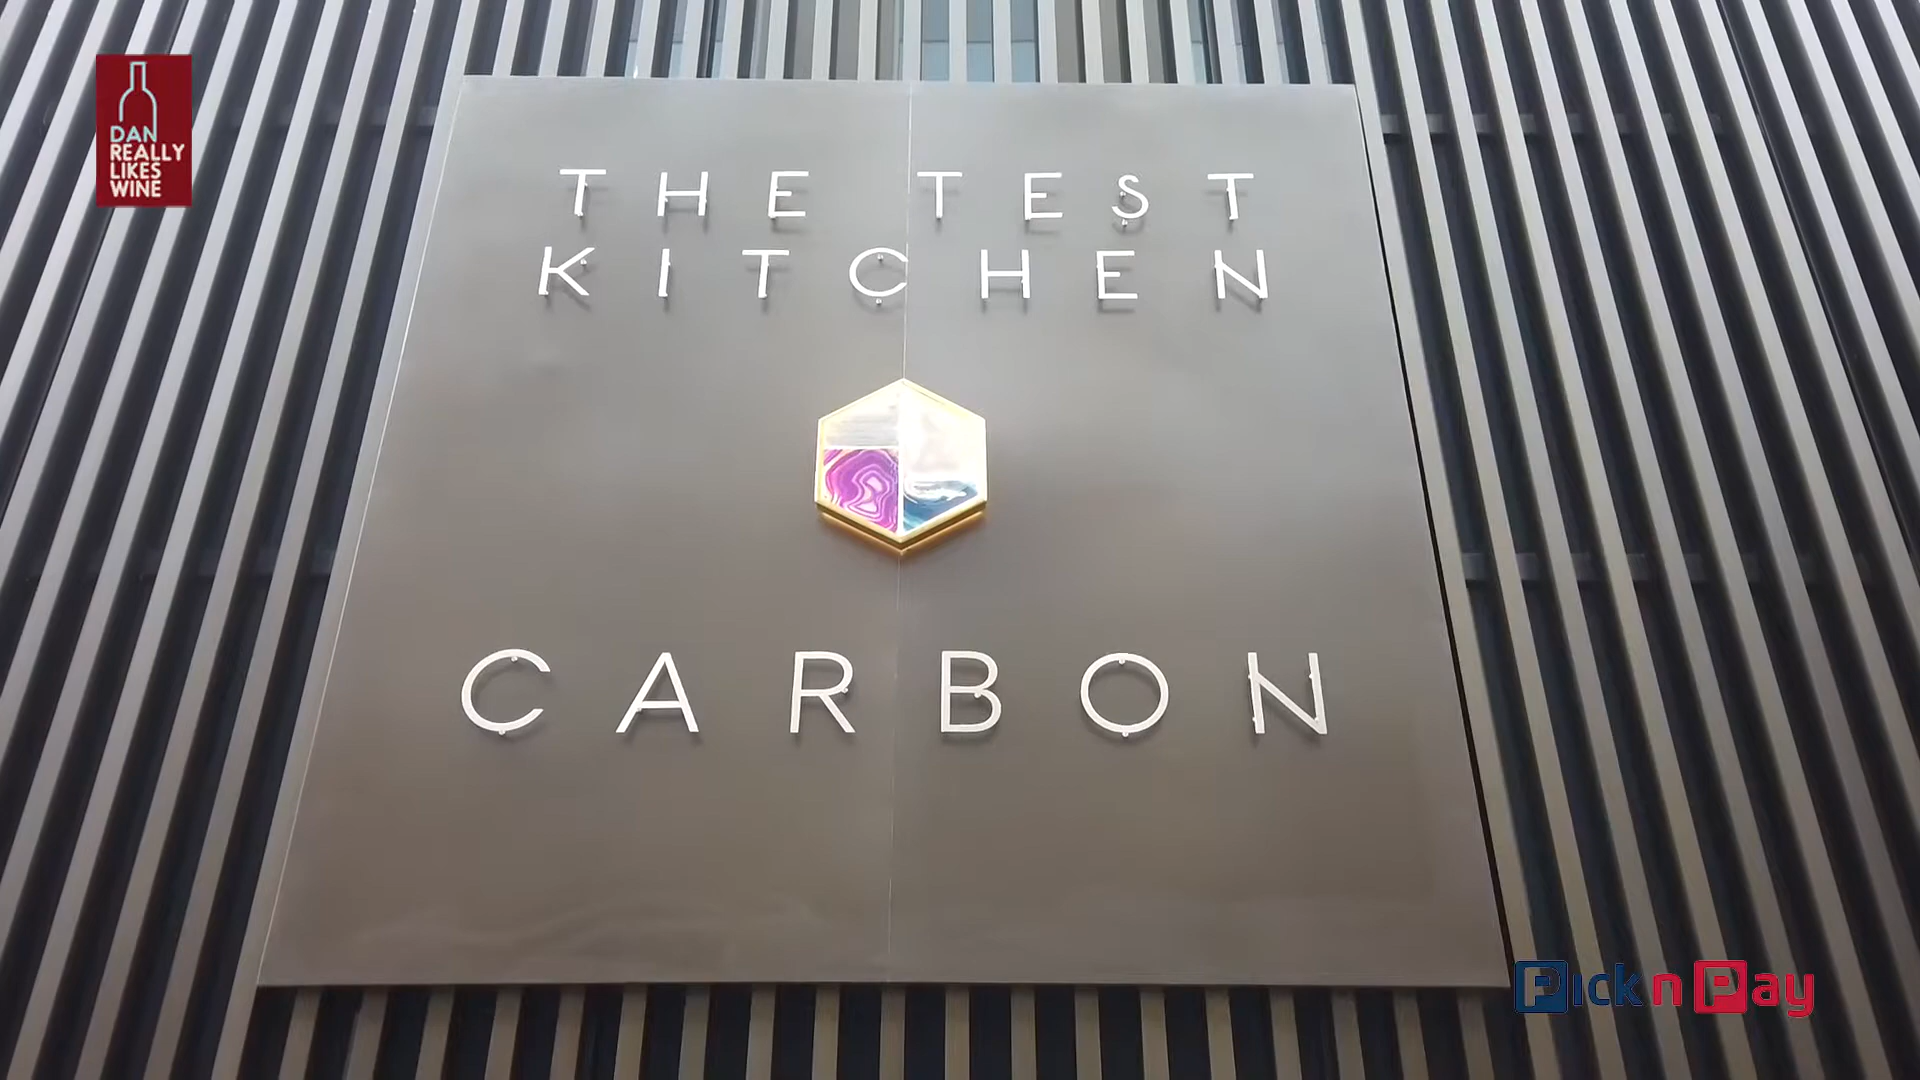 DAN
REALLY
LIKES
WINE
THE TEST
KITCHEN
CARBON
Pick n Pay